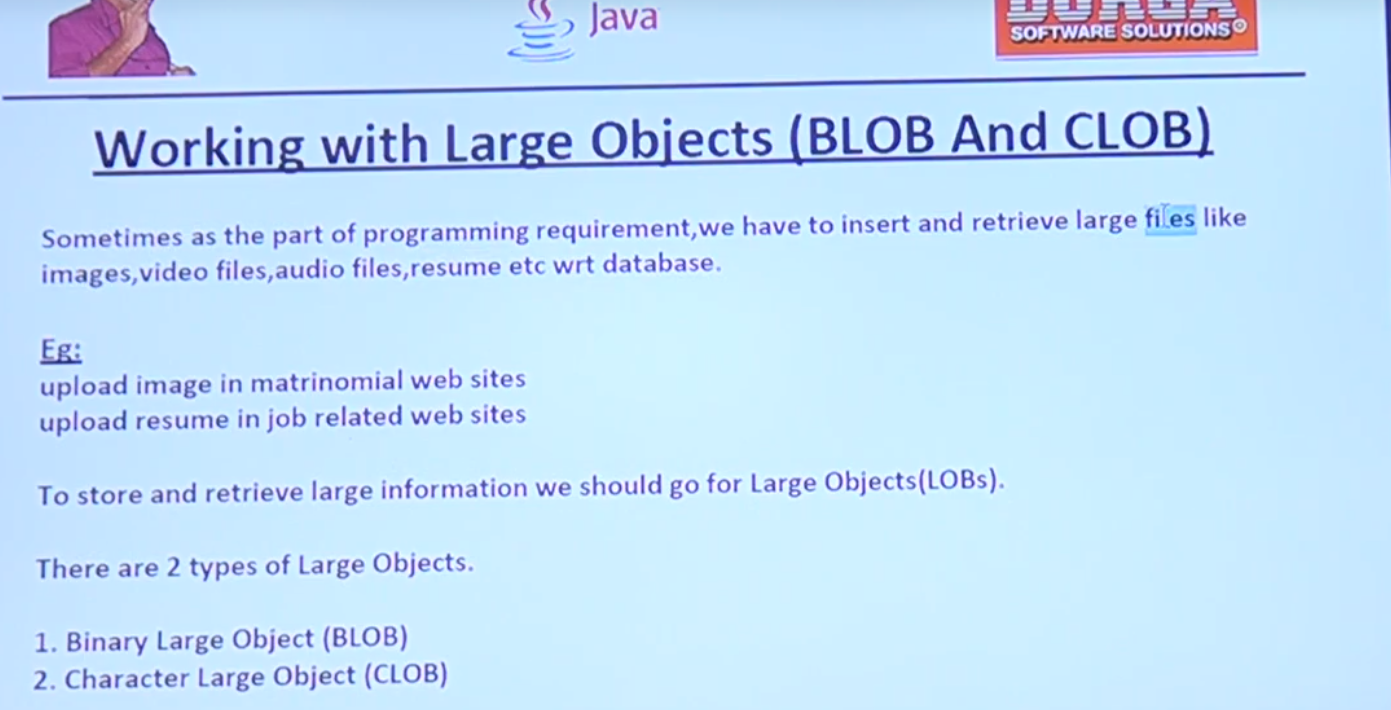 Java
SOFTWARE SOLUTIONS®
Working with Large Objects (BLOB And CLOB)
Sometimes as the part of programming requirement,we have to insert and retrieve large files like
images,video files,audio files,resume etc wrt database.
Eg:
upload image in matrinomial web sites
upload resume in job related web sites
To store and retrieve large information we should go for Large Objects(LOBs).
There are 2 types of Large Objects.
1. Binary Large Object (BLOB)
2. Character Large Object (CLOB)